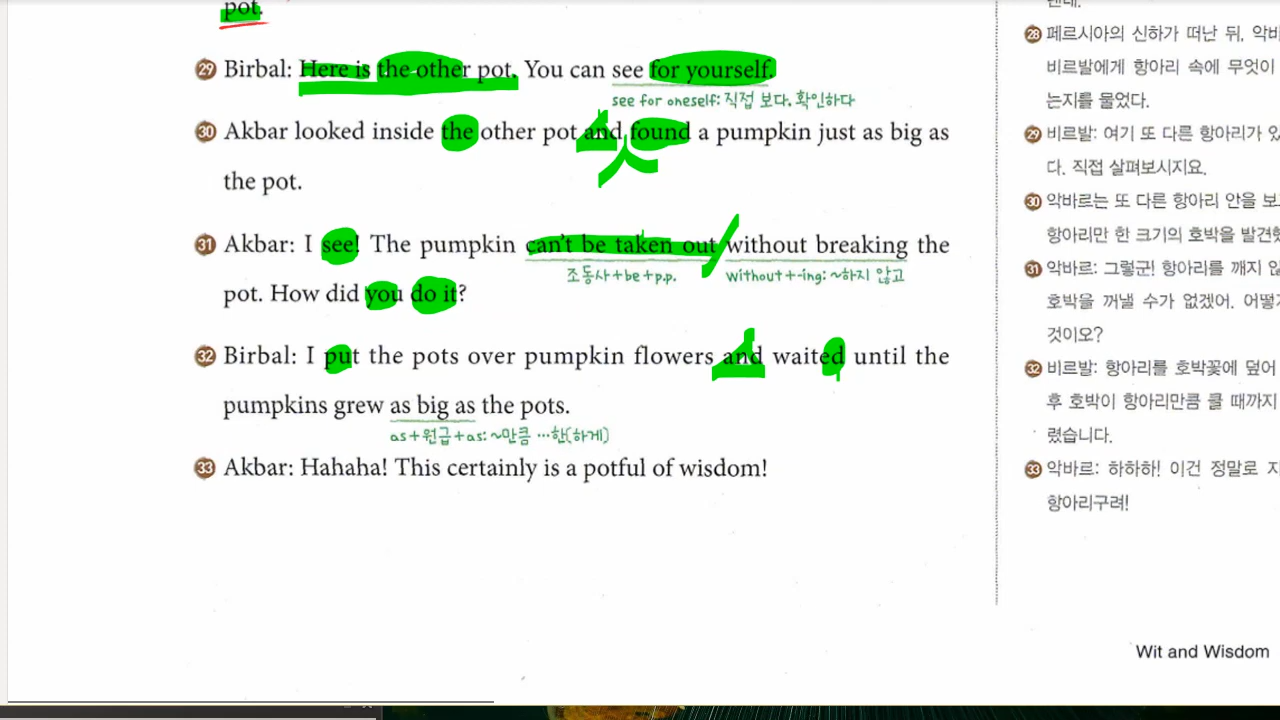 pot.
㉙ Birbal: Here is the other pot. You can see for yourself.
see for oneself: 직접 보다, 확인하다
㉚ Akbar looked inside the other pot and found a pumpkin just as big as
the pot.
㉛ Akbar: I see! The pumpkin can't be taken out without breaking the
조동사+be+p.p.
without+-ing: ~하지 않고
pot. How did you do it?
㉜ Birbal: I put the pots over pumpkin flowers and waited until the
pumpkins grew as big as the pots.
as+원급+as: ~만큼 …한(하게)
㉝ Akbar: Hahaha! This certainly is a potful of wisdom!
㉘ 페르시아의 신하가 떠난 뒤, 악바
비르발에게 항아리 속에 무엇이
는지를 물었다.
㉙ 비르발: 여기 또 다른 항아리가 있
다. 직접 살펴보시지요.
㉚ 악바르는 또 다른 항아리 안을 보
항아리만 한 크기의 호박을 발견했
㉛ 악바르: 그렇군! 항아리를 깨지 않
호박을 꺼낼 수가 없겠어. 어떻게
것이오?
㉜ 비르발: 항아리를 호박꽃에 덮어
후 호박이 항아리만큼 클 때까지
렸습니다.
㉝ 악바르: 하하하! 이건 정말로 지
항아리구려!
Wit and Wisdom